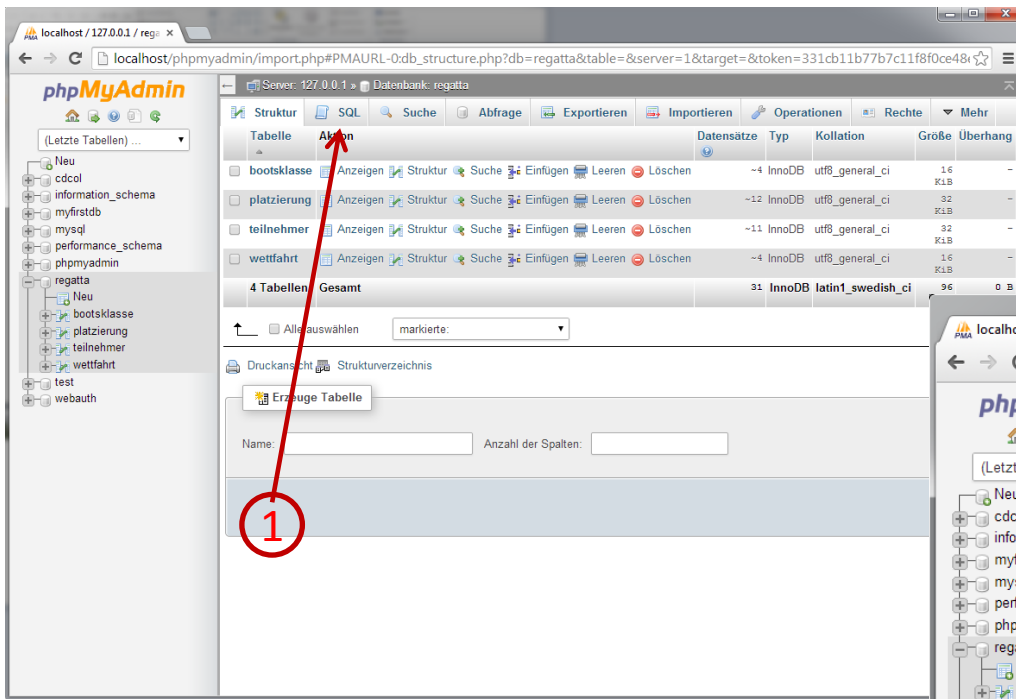 localhost / 127.0.0.1 / rega ×
localhost/phpmyadmin/import.php#PMAURL-0:db_structure.php?db=regatta&table=&server=1&target=&token=331cb11b77b7c11f8f0ce48
phpMyAdmin
(Letzte Tabellen) ...
Neu
cdcol
information_schema
myfirstdb
mysql
performance_schema
phpmyadmin
regatta
Neu
bootsklasse
platzierung
teilnehmer
wettfahrt
test
webauth
Server: 127.0.0.1 » Datenbank: regatta
Struktur SQL Suche Abfrage Exportieren Importieren Operationen Rechte Mehr
Tabelle Aktion Datensätze Typ Kollation Größe Überhang
bootsklasse Anzeigen Struktur Suche Einfügen Leeren Löschen ~4 InnoDB utf8_general_ci 16 KiB -
platzierung Anzeigen Struktur Suche Einfügen Leeren Löschen ~12 InnoDB utf8_general_ci 32 KiB -
teilnehmer Anzeigen Struktur Suche Einfügen Leeren Löschen ~11 InnoDB utf8_general_ci 32 KiB -
wettfahrt Anzeigen Struktur Suche Einfügen Leeren Löschen ~4 InnoDB utf8_general_ci 16 KiB -
4 Tabellen Gesamt 31 InnoDB latin1_swedish_ci 96 0 B
Alle auswählen markierte:
Druckansicht Strukturverzeichnis
Erzeuge Tabelle
Name: Anzahl der Spalten:
1
PMA localho
php
(Letzt
Neu
cdc
info
myf
mys
perf
php
rega